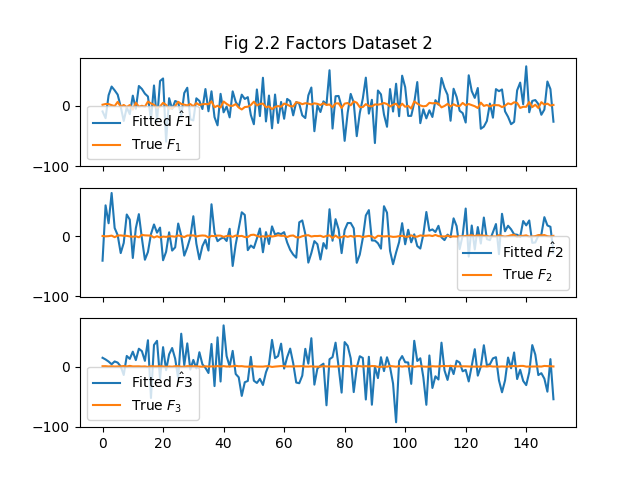 Fig 2.2 Factors Dataset 2
0
−100
Fitted F̂1
True F₁
0
−100
Fitted F̂2
True F₂
0
−100
Fitted F̂3
True F₃
0 20 40 60 80 100 120 140